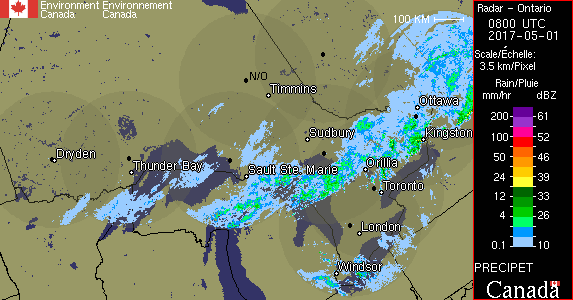 Environment Environnement
Canada Canada
100 KM
N/O
Timmins
Ottawa
Sudbury
Kingston
Dryden
Thunder Bay
Sault Ste. Marie
Orillia
Toronto
London
Windsor
Radar - Ontario
0800 UTC
2017-05-01
Scale/Échelle:
3.5 km/Pixel
Rain/Pluie
mm/hr dBZ
200 61
100 52
50 46
24 39
12 33
4 26
0.1 10
PRECIPET
Canada